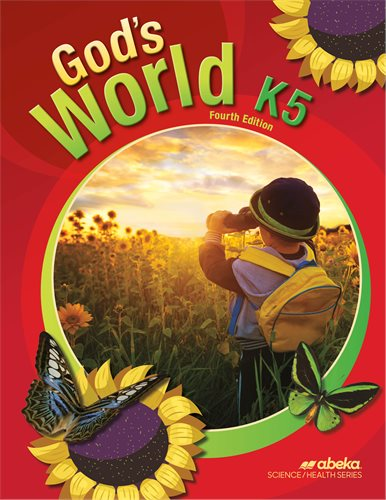 God's
World K5
Fourth Edition
abeka
SCIENCE/HEALTH SERIES